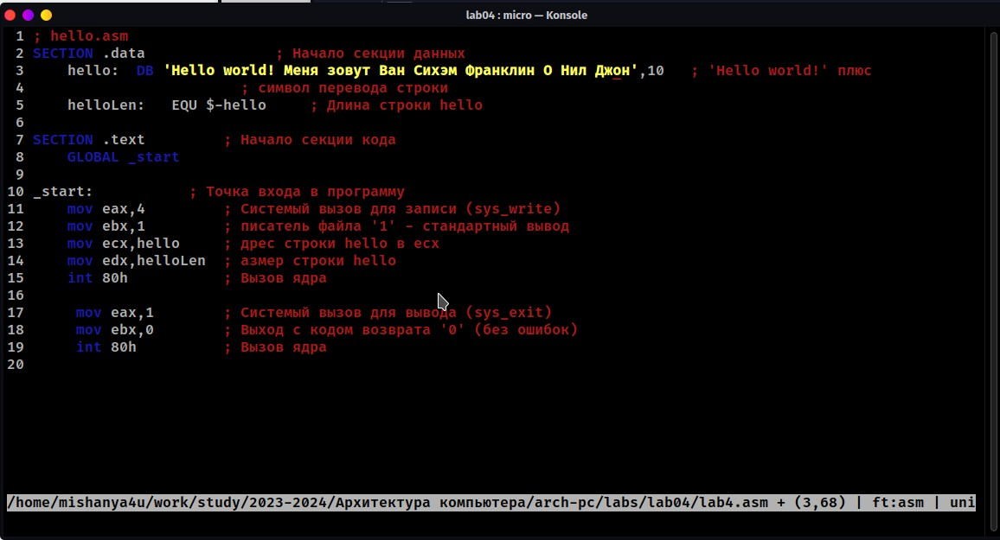 lab04 : micro — Konsole
1 ; hello.asm
2 SECTION .data ; Начало секции данных
3 hello: DB 'Hello world! Меня зовут Ван Сихэм Франклин О Нил Джон',10 ; 'Hello world!' плюс
4 ; символ перевода строки
5 helloLen: EQU $-hello ; Длина строки hello
6
7 SECTION .text ; Начало секции кода
8 GLOBAL _start
9
10 _start: ; Точка входа в программу
11 mov eax,4 ; Системый вызов для записи (sys_write)
12 mov ebx,1 ; писатель файла '1' - стандартный вывод
13 mov ecx,hello ; дрес строки hello в ecx
14 mov edx,helloLen ; азмер строки hello
15 int 80h ; Вызов ядра
16
17 mov eax,1 ; Системый вызов для вывода (sys_exit)
18 mov ebx,0 ; Выход с кодом возврата '0' (без ошибок)
19 int 80h ; Вызов ядра
20
/home/mishanya4u/work/study/2023-2024/Архитектура компьютера/arch-pc/labs/lab04/lab4.asm + (3,68) | ft:asm | uni